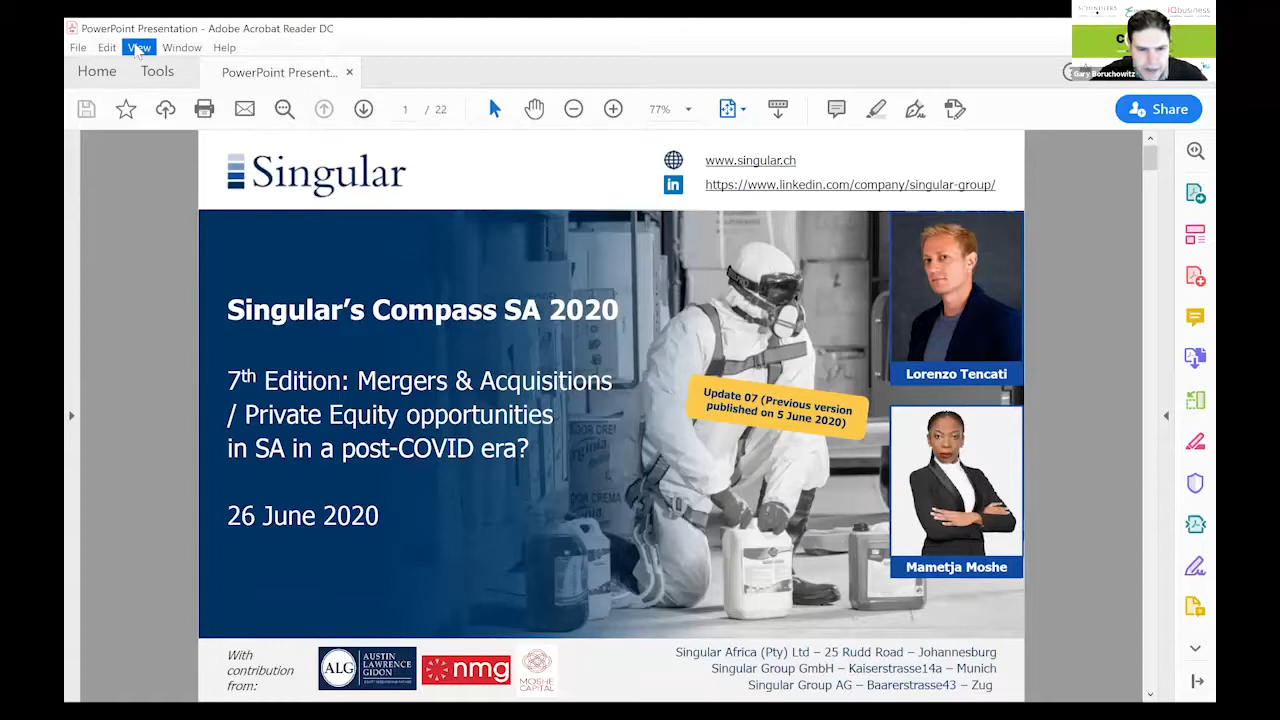 PowerPoint Presentation - Adobe Acrobat Reader DC
File Edit View Window Help
Home Tools PowerPoint Present... ×
1 / 22 77% Share
IQbusiness
Gary Boruchowitz
Singular
www.singular.ch
in https://www.linkedin.com/company/singular-group/
Singular's Compass SA 2020
7th Edition: Mergers & Acquisitions
/ Private Equity opportunities
in SA in a post-COVID era?
26 June 2020
Update 07 (Previous version
published on 5 June 2020)
Lorenzo Tencati
Mametja Moshe
With
contribution
from:
ALG AUSTIN
LAWRENCE
GIDON
nmg
MOSHE
CAPITAL
Singular Africa (Pty) Ltd – 25 Rudd Road – Johannesburg
Singular Group GmbH – Kaiserstrasse14a – Munich
Singular Group AG – Baarerstrasse43 – Zug